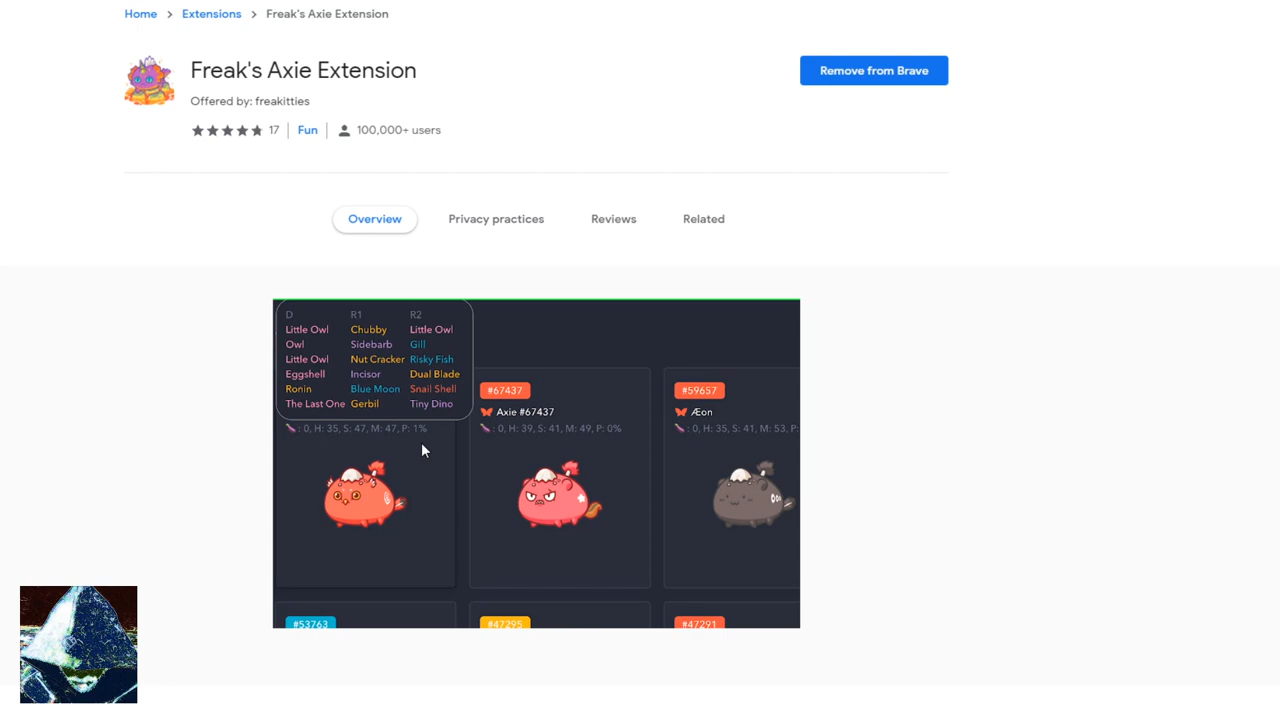 Home > Extensions > Freak's Axie Extension
Freak's Axie Extension
Remove from Brave
Offered by: freakitties
17 | Fun | 100,000+ users
Overview Privacy practices Reviews Related
D R1 R2
Little Owl Chubby Little Owl
Owl Sidebarb Gill
Little Owl Nut Cracker Risky Fish
Eggshell Incisor Dual Blade
Ronin Blue Moon Snail Shell
The Last One Gerbil Tiny Dino
: 0, H: 35, S: 47, M: 47, P: 1%
#67437
Axie #67437
: 0, H: 39, S: 41, M: 49, P: 0%
#59657
Æon
: 0, H: 35, S: 41, M: 53, P:
#53763 #47295 #47291